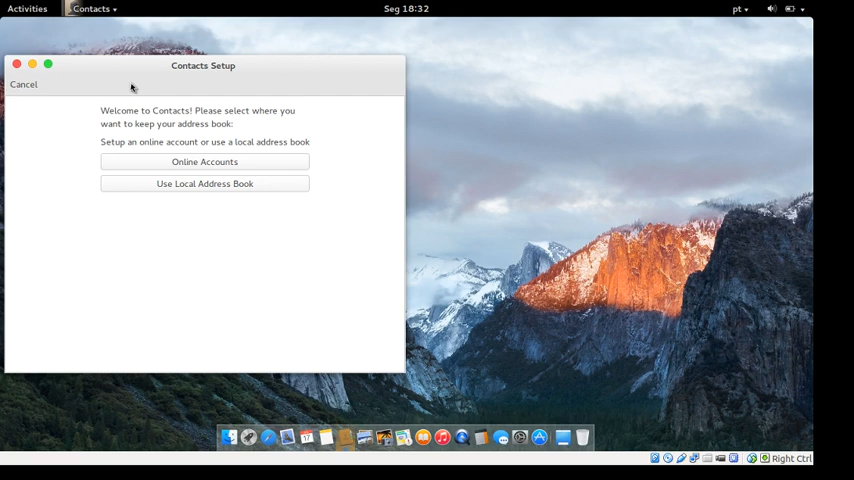 Activities
Contacts
Seg 18:32
pt
Contacts Setup
Cancel
Welcome to Contacts! Please select where you
want to keep your address book:
Setup an online account or use a local address book
Online Accounts
Use Local Address Book
17
Right Ctrl